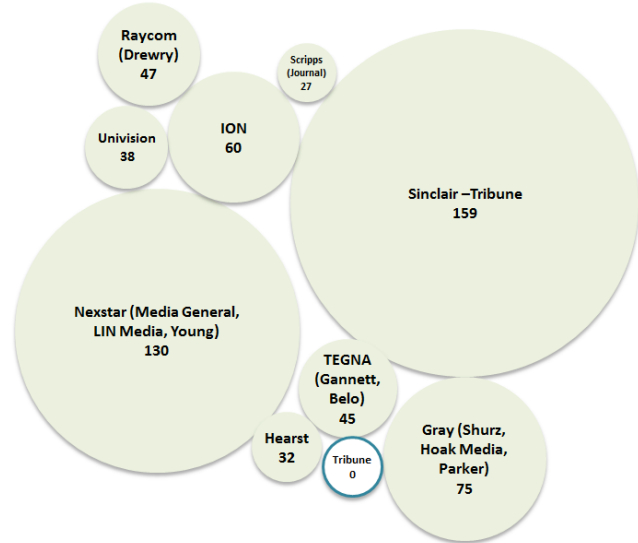 Raycom
(Drewry)
47
Scripps
(Journal)
27
Univision
38
ION
60
Sinclair –Tribune
159
Nexstar (Media General,
LIN Media, Young)
130
TEGNA
(Gannett,
Belo)
45
Gray (Shurz,
Hoak Media,
Parker)
75
Hearst
32
Tribune
0